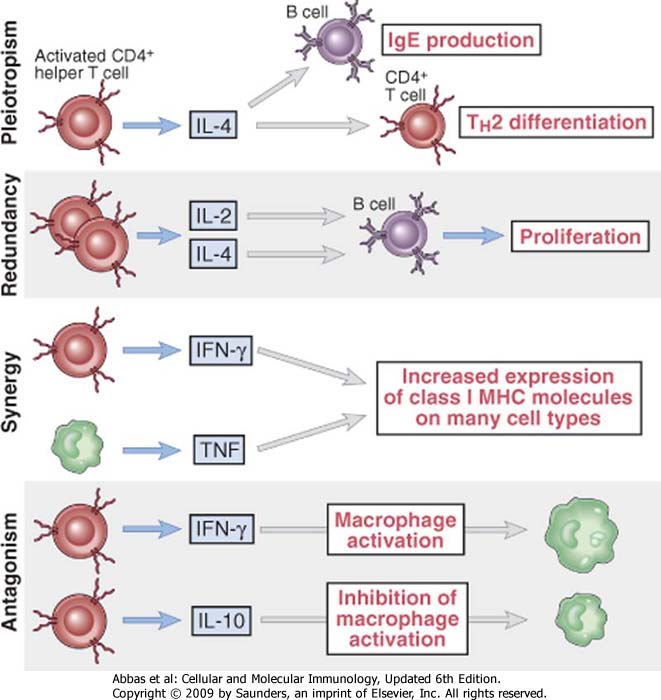 Pleiotropism
Activated CD4+
helper T cell
IL-4
B cell
IgE production
CD4+
T cell
TH2 differentiation
Redundancy
IL-2
IL-4
B cell
Proliferation
Synergy
IFN-γ
TNF
Increased expression
of class I MHC molecules
on many cell types
Antagonism
IFN-γ
Macrophage
activation
IL-10
Inhibition of
macrophage
activation
Abbas et al: Cellular and Molecular Immunology, Updated 6th Edition.
Copyright © 2009 by Saunders, an imprint of Elsevier, Inc. All rights reserved.